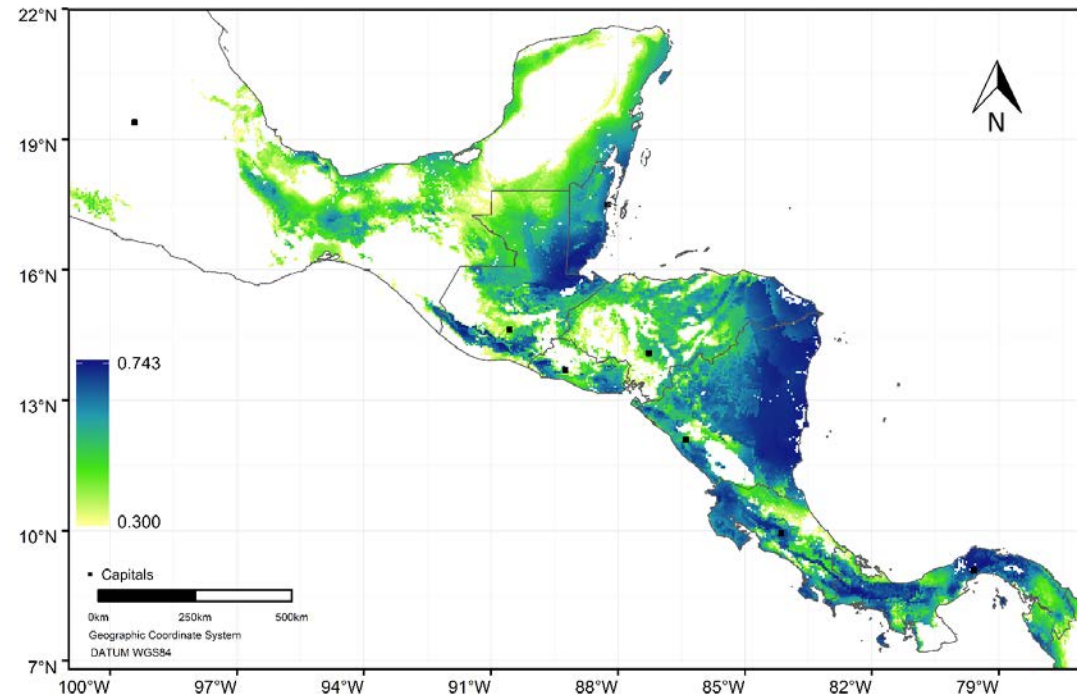 22°N
19°N
16°N
13°N
10°N
7°N
N
0.743
0.300
Capitals
0km 250km 500km
Geographic Coordinate System
DATUM WGS84
100°W 97°W 94°W 91°W 88°W 85°W 82°W 79°W